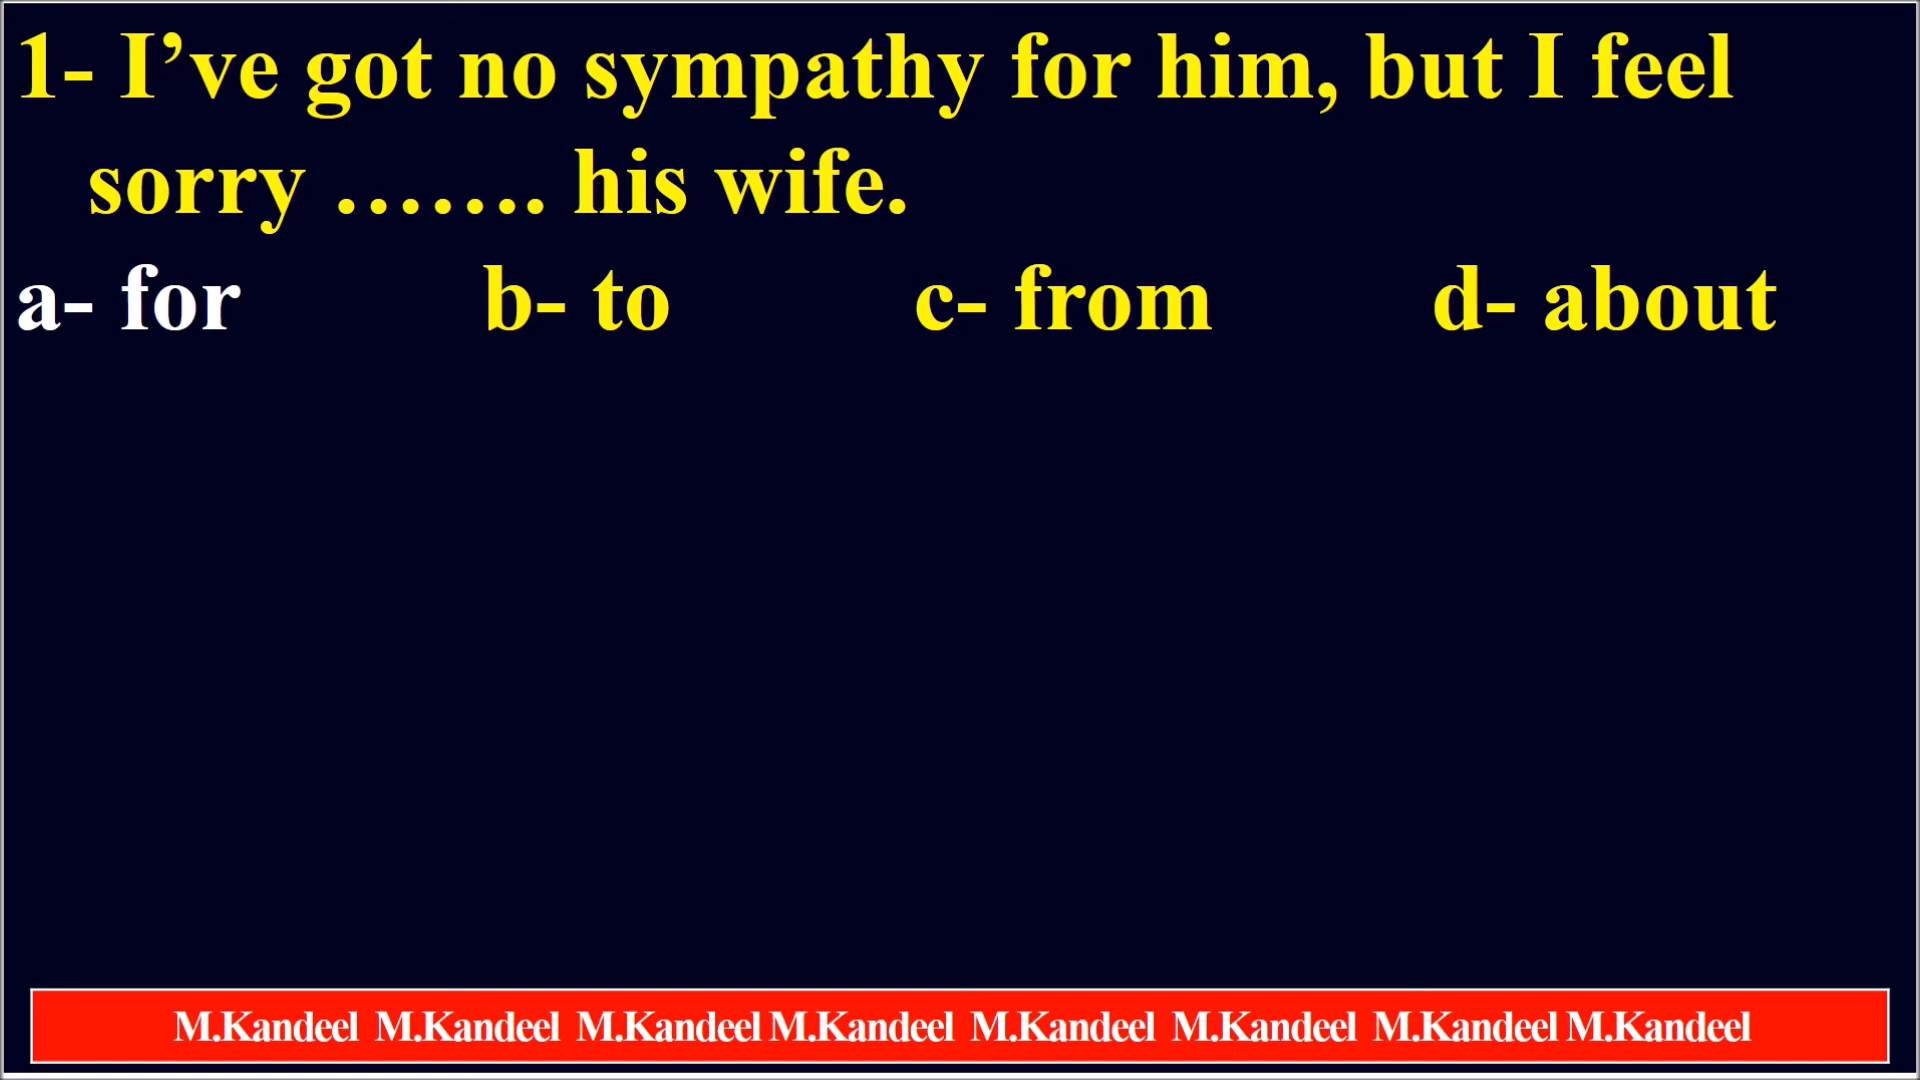 1- I’ve got no sympathy for him, but I feel
sorry ....... his wife.
a- for b- to c- from d- about
M.Kandeel M.Kandeel M.Kandeel M.Kandeel M.Kandeel M.Kandeel M.Kandeel M.Kandeel